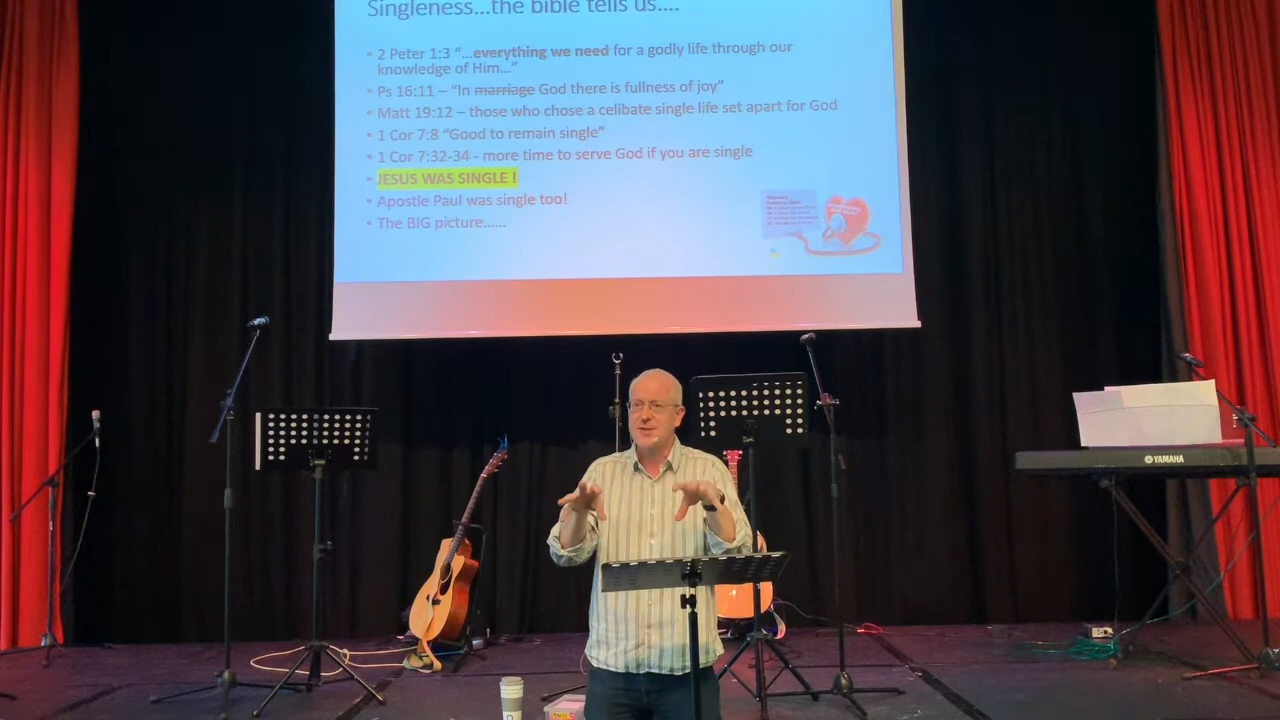 Singleness...the bible tells us....
• 2 Peter 1:3 “...everything we need for a godly life through our
knowledge of Him...”
• Ps 16:11 – “In marriage God there is fullness of joy”
• Matt 19:12 – those who chose a celibate single life set apart for God
• 1 Cor 7:8 “Good to remain single”
• 1 Cor 7:32-34 - more time to serve God if you are single
• JESUS WAS SINGLE !
• Apostle Paul was single too!
• The BIG picture......
YAMAHA